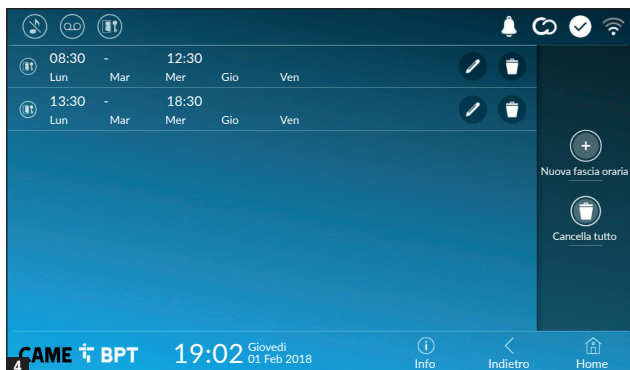 08:30 - 12:30
Lun Mar Mer Gio Ven
13:30 - 18:30
Lun Mar Mer Gio Ven
Nuova fascia oraria
Cancella tutto
4
CAME BPT
19:02 Giovedì 01 Feb 2018
Info
Indietro
Home